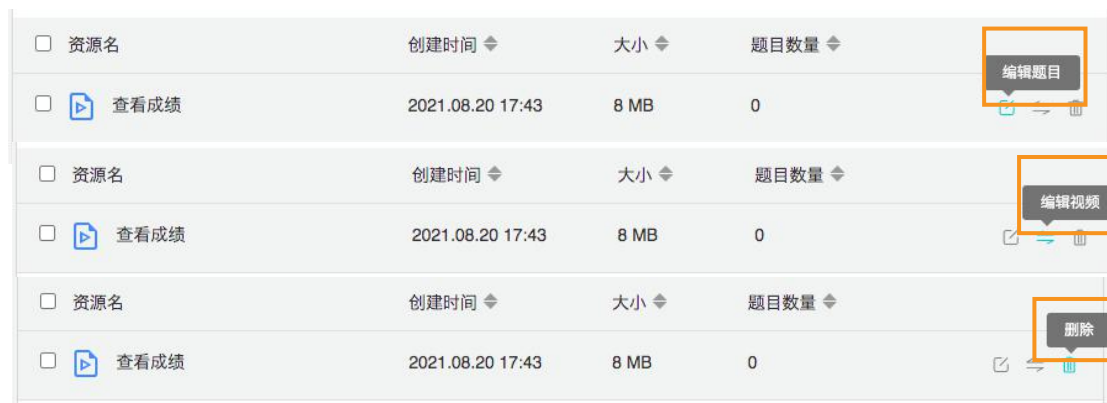 资源名 创建时间 大小 题目数量
编辑题目
查看成绩 2021.08.20 17:43 8 MB 0
资源名 创建时间 大小 题目数量
编辑视频
查看成绩 2021.08.20 17:43 8 MB 0
资源名 创建时间 大小 题目数量
删除
查看成绩 2021.08.20 17:43 8 MB 0